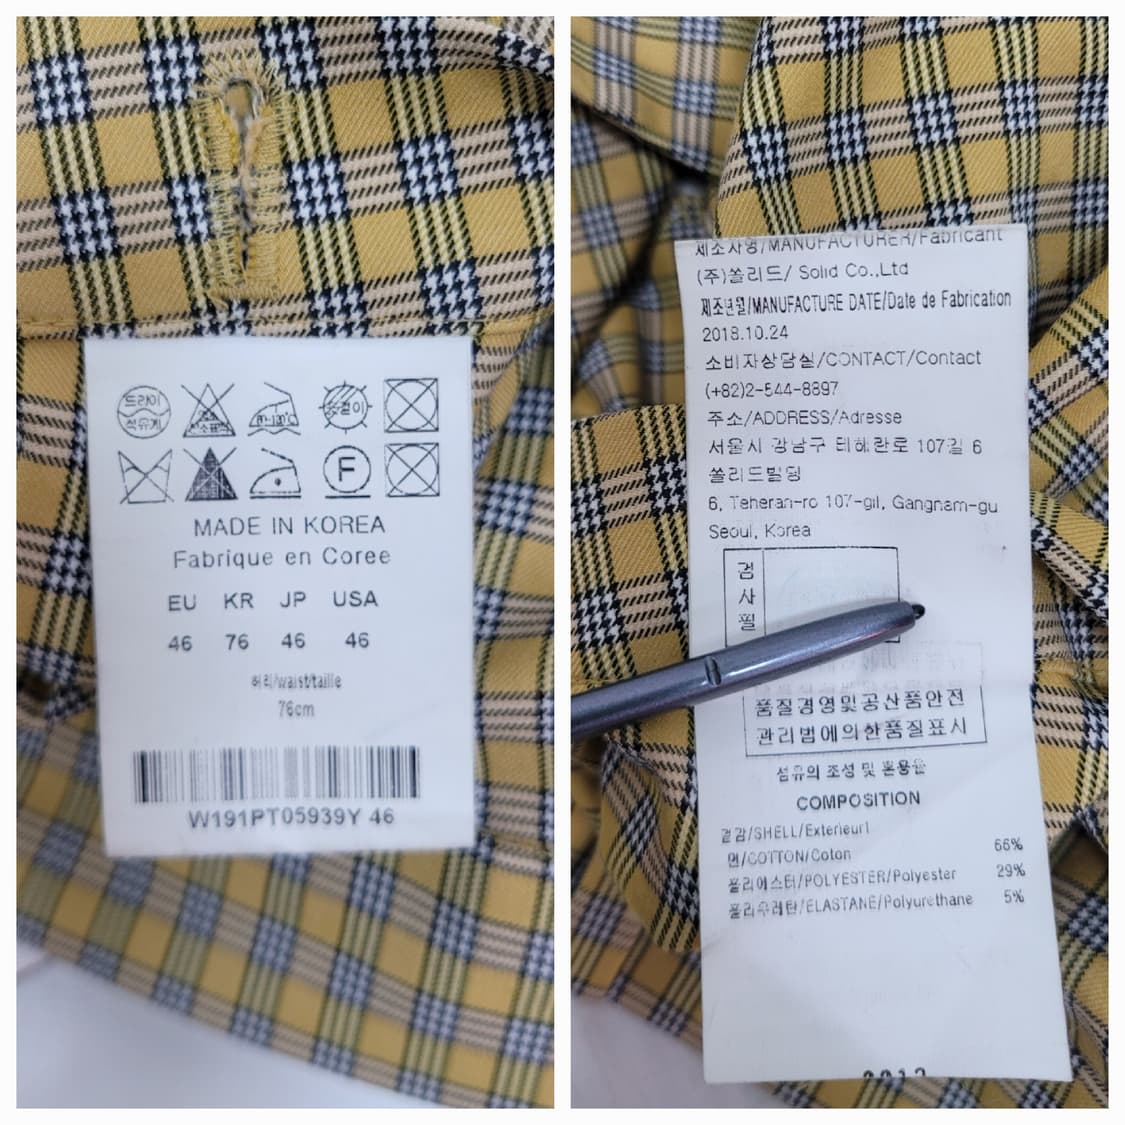 드라이
석유계
MADE IN KOREA
Fabrique en Coree
EU KR JP USA
46 76 46 46
허리/waist/taille
76cm
W191PT05939Y 46
제조사명/MANUFACTURER/Fabricant
(주)쏠리드/ Solid Co.,Ltd
제조년월/MANUFACTURE DATE/Date de Fabrication
2018.10.24
소비자상담실/CONTACT/Contact
(+82)2-544-8897
주소/ADDRESS/Adresse
서울시 강남구 테헤란로 107길 6
쏠리드빌딩
6, Teheran-ro 107-gil, Gangnam-gu
Seoul, Korea
검
사
필
품질경영및공산품안전
관리법에의한품질표시
섬유의 조성 및 혼용율
COMPOSITION
겉감/SHELL/Exterieur1
면/COTTON/Coton 66%
폴리에스터/POLYESTER/Polyester 29%
폴리우레탄/ELASTANE/Polyurethane 5%